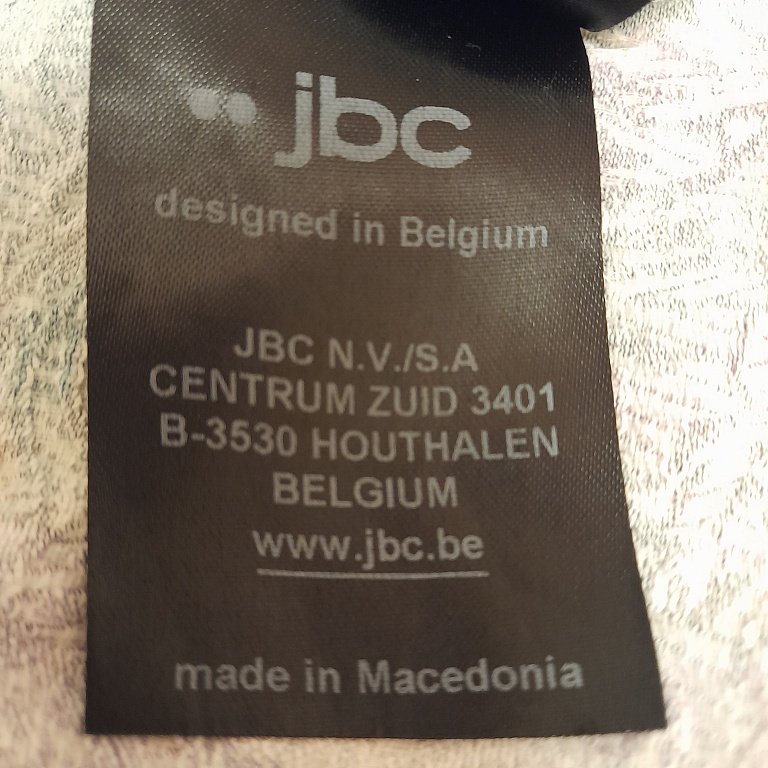 jbc
designed in Belgium
JBC N.V./S.A
CENTRUM ZUID 3401
B-3530 HOUTHALEN
BELGIUM
www.jbc.be
made in Macedonia